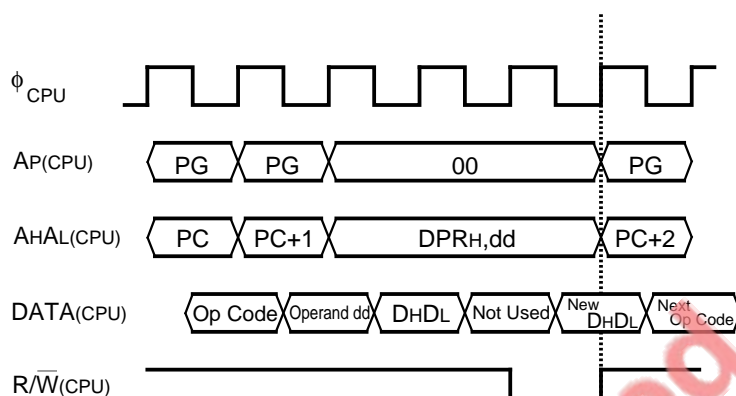 ϕ CPU
AP(CPU) PG PG 00 PG
AHAL(CPU) PC PC+1 DPRH,dd PC+2
DATA(CPU) Op Code Operand dd DHDL Not Used New DHDL Next Op Code
R/W̅(CPU)